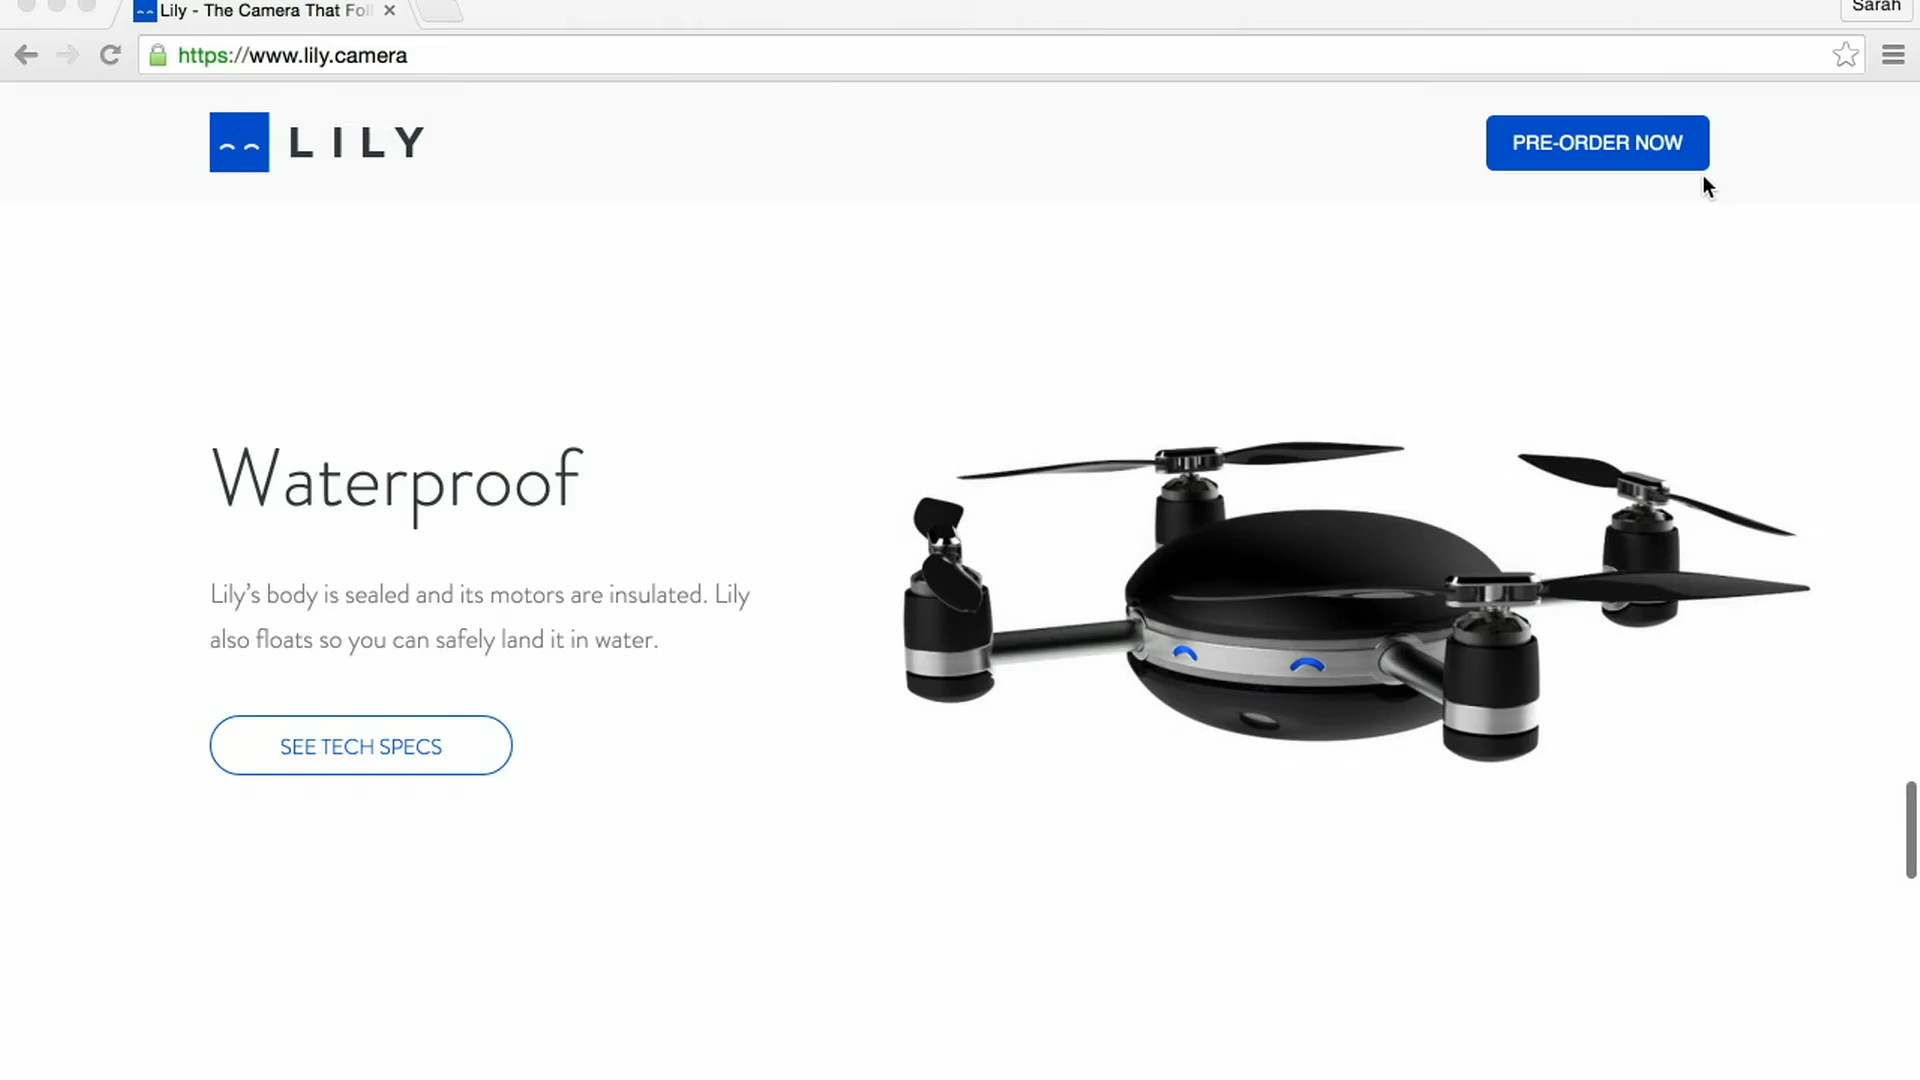 Lily - The Camera That Fol
Sarah
https://www.lily.camera
LILY
PRE-ORDER NOW
Waterproof
Lily's body is sealed and its motors are insulated. Lily
also floats so you can safely land it in water.
SEE TECH SPECS